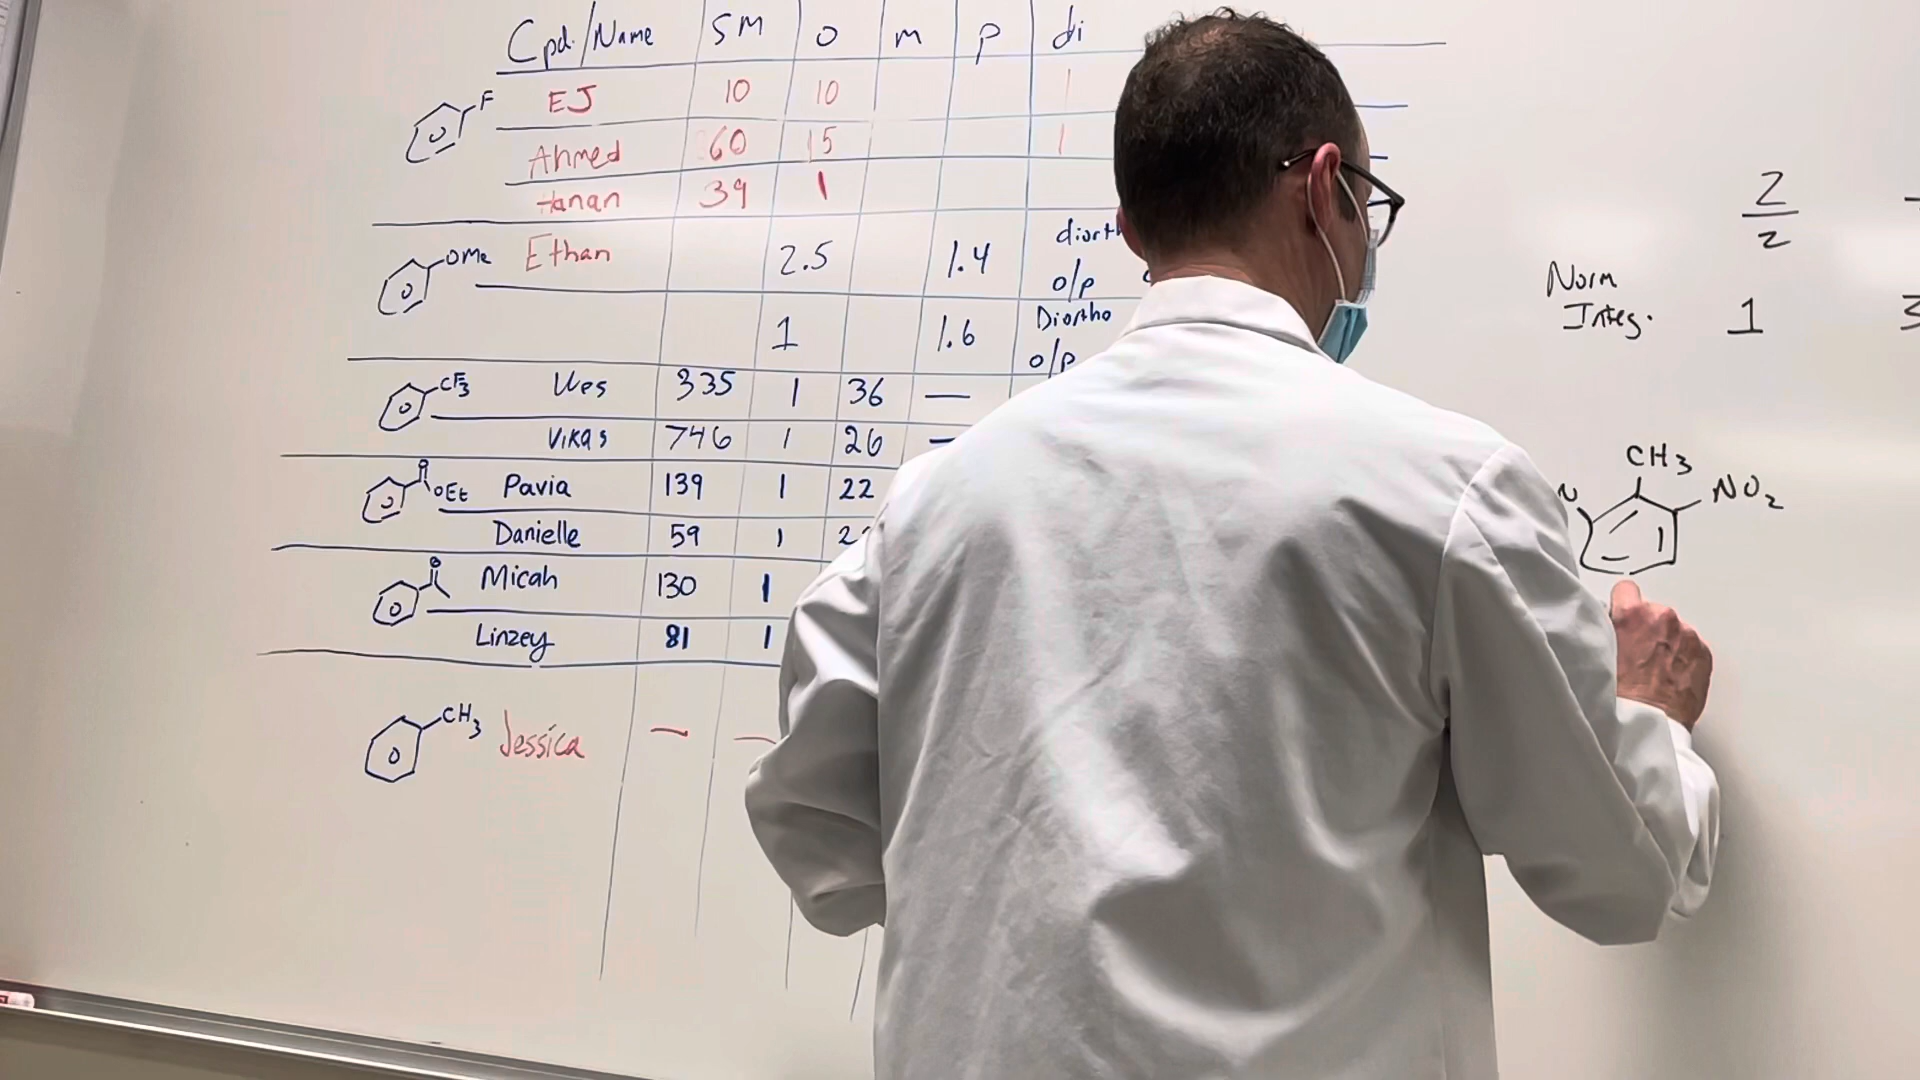 Cpd./Name SM o m p di
F EJ 10 10 1
Ahmed 60 15 1
Hanan 39 1
OMe Ethan 2.5 1.4 diorth
o/p
1 1.6 Diortho
o/p
CF3 Wes 335 1 36 —
Vikas 746 1 26 —
O OEt Pavia 139 1 22
Danielle 59 1
O Micah 130 1
Linzey 81 1
CH3 Jessica — —
2
2
Norm
Integ. 1 3
CH3
N NO2